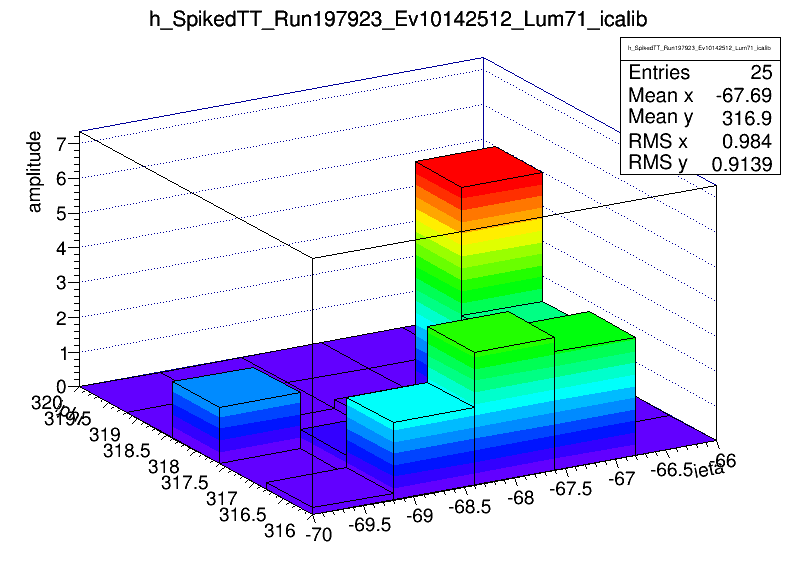 h_SpikedTT_Run197923_Ev10142512_Lum71_icalib
h_SpikedTT_Run197923_Ev10142512_Lum71_icalib
Entries 25
Mean x -67.69
Mean y 316.9
RMS x 0.984
RMS y 0.9139
amplitude
7
6
5
4
3
2
1
0
320
319.5
319
318.5
318
317.5
317
316.5
316
-70
-69.5
-69
-68.5
-68
-67.5
-67
-66.5
-66
ieta